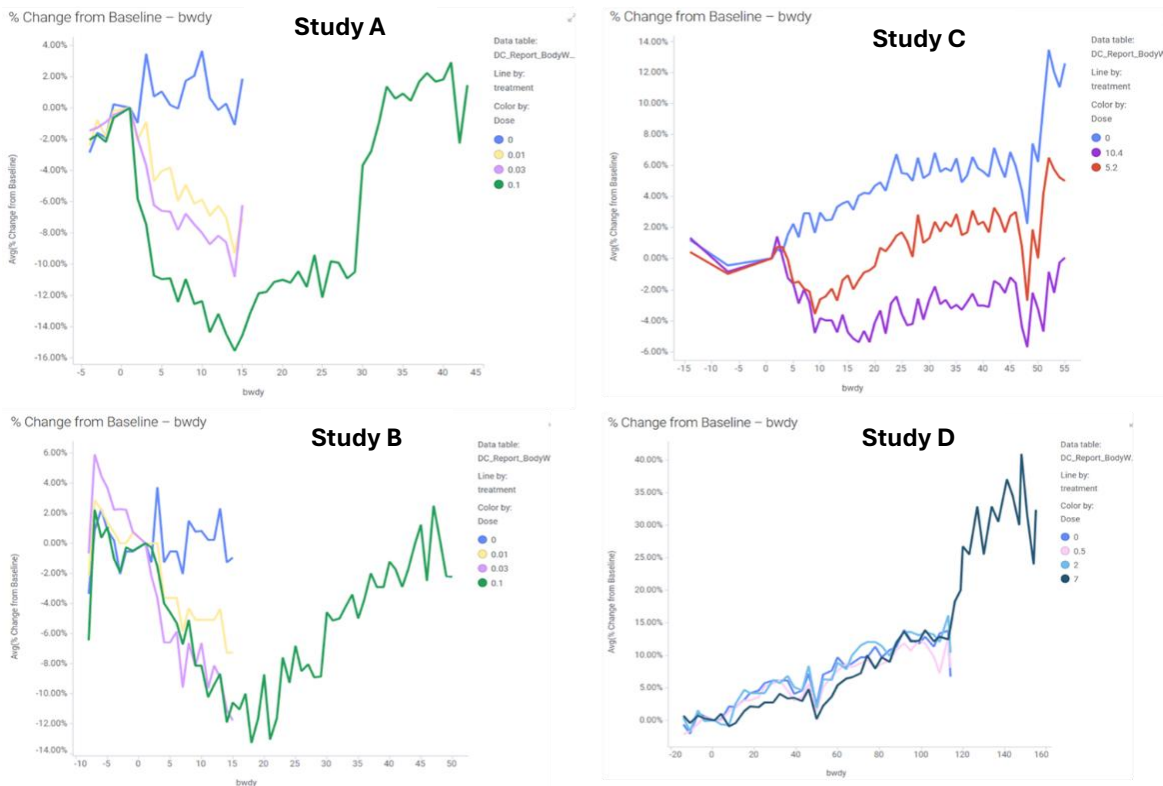 % Change from Baseline – bwdy
Study A
4.00%
2.00%
0.00%
-2.00%
-4.00%
-6.00%
-8.00%
-10.00%
-12.00%
-14.00%
-16.00%
Avg(% Change from Baseline)
-5 0 5 10 15 20 25 30 35 40 45
bwdy
Data table:
DC_Report_BodyW...
Line by:
treatment
Color by:
Dose
0
0.01
0.03
0.1
% Change from Baseline – bwdy
Study C
14.00%
12.00%
10.00%
8.00%
6.00%
4.00%
2.00%
0.00%
-2.00%
-4.00%
-6.00%
Avg(% Change from Baseline)
-15 -10 -5 0 5 10 15 20 25 30 35 40 45 50 55
bwdy
Data table:
DC_Report_BodyW...
Line by:
treatment
Color by:
Dose
0
10.4
5.2
% Change from Baseline – bwdy
Study B
6.00%
4.00%
2.00%
0.00%
-2.00%
-4.00%
-6.00%
-8.00%
-10.00%
-12.00%
-14.00%
Avg(% Change from Baseline)
-10 -5 0 5 10 15 20 25 30 35 40 45 50
bwdy
Data table:
DC_Report_BodyW
Line by:
treatment
Color by:
Dose
0
0.01
0.03
0.1
% Change from Baseline – bwdy
Study D
40.00%
35.00%
30.00%
25.00%
20.00%
15.00%
10.00%
5.00%
0.00%
Avg(% Change from Baseline)
-20 0 20 40 60 80 100 120 140 160
bwdy
Data table:
DC_Report_BodyW...
Line by:
treatment
Color by:
Dose
0
0.5
2
7